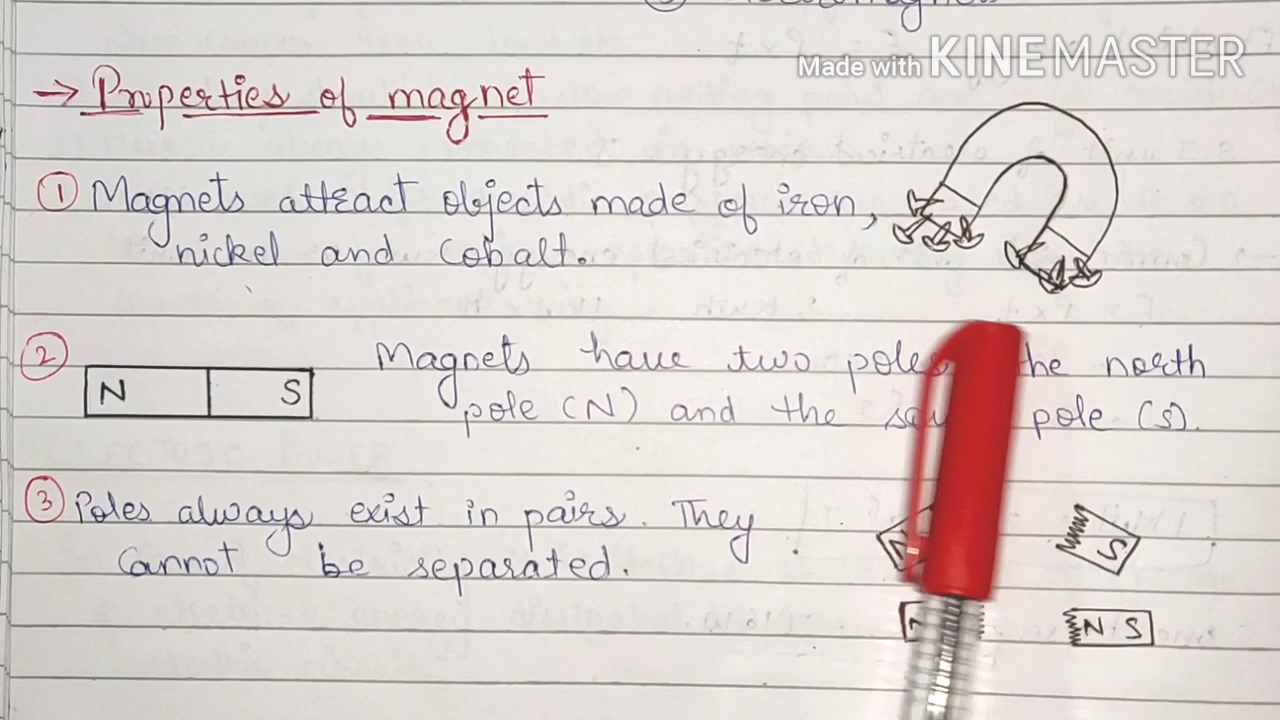 Made with KINEMASTER
→ Properties of magnet
① Magnets attract objects made of iron,
nickel and cobalt.
② Magnets have two poles the north
N S
pole (N) and the pole (S).
③ Poles always exist in pairs. They
cannot be separated.
S
N S